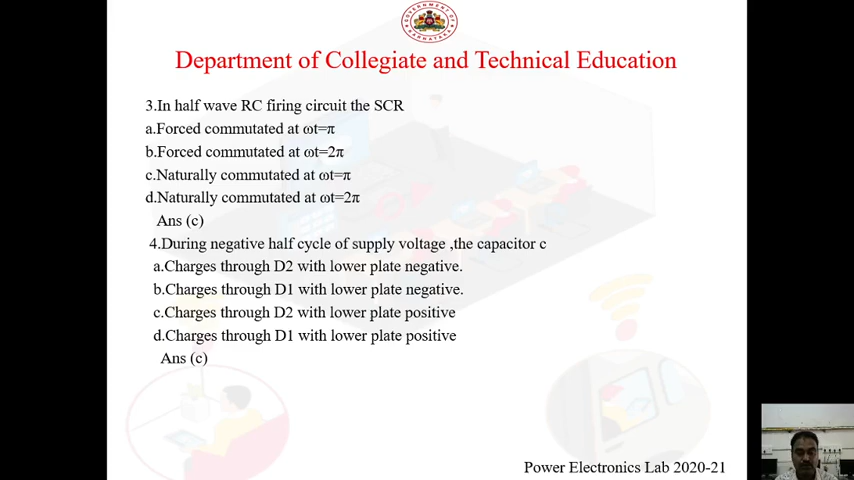 Department of Collegiate and Technical Education
3.In half wave RC firing circuit the SCR
a.Forced commutated at ωt=π
b.Forced commutated at ωt=2π
c.Naturally commutated at ωt=π
d.Naturally commutated at ωt=2π
Ans (c)
4.During negative half cycle of supply voltage ,the capacitor c
a.Charges through D2 with lower plate negative.
b.Charges through D1 with lower plate negative.
c.Charges through D2 with lower plate positive
d.Charges through D1 with lower plate positive
Ans (c)
Power Electronics Lab 2020-21